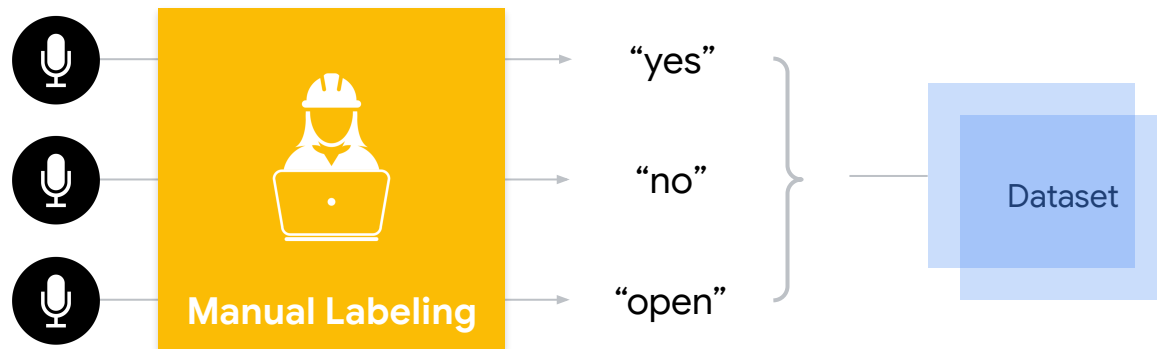 “yes”
“no”
“open”
Manual Labeling
Dataset